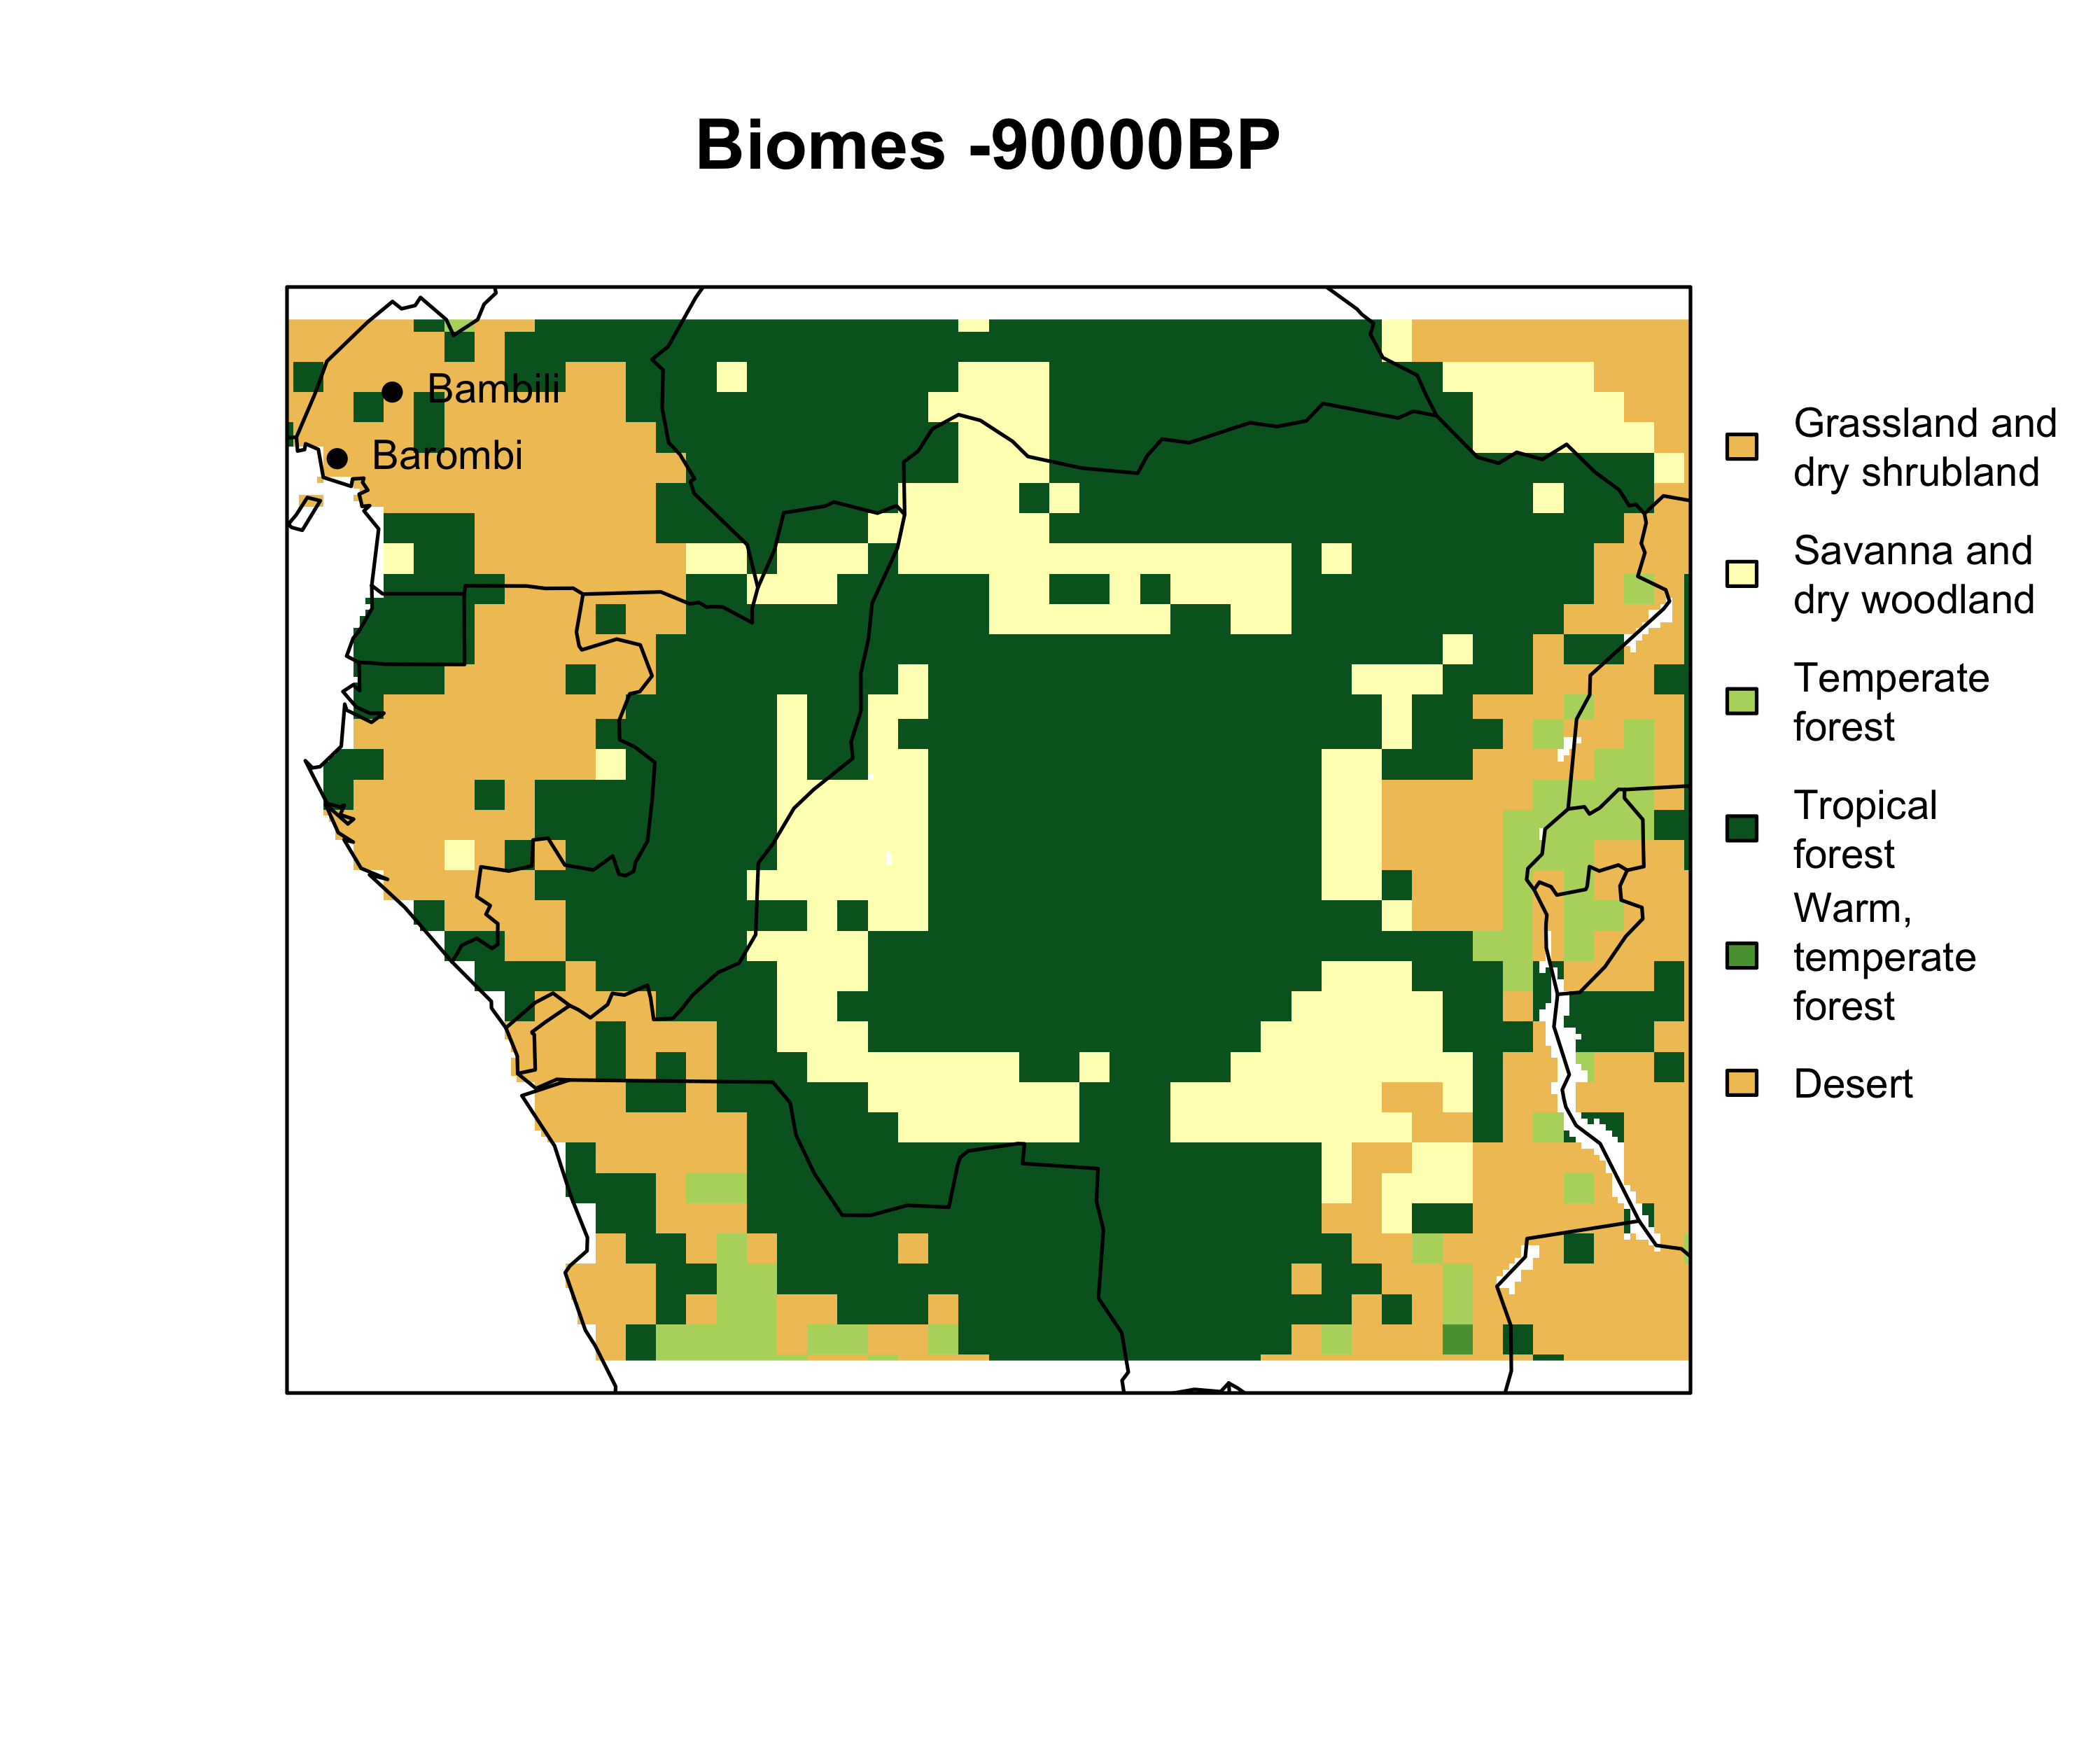 Biomes -90000BP
Bambili
Barombi
Grassland and
dry shrubland
Savanna and
dry woodland
Temperate
forest
Tropical
forest
Warm,
temperate
forest
Desert